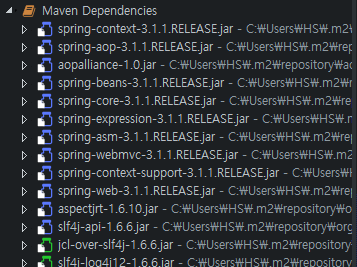 Maven Dependencies
spring-context-3.1.1.RELEASE.jar - C:₩Users₩HS₩.m2₩
spring-aop-3.1.1.RELEASE.jar - C:₩Users₩HS₩.m2₩repo
aopalliance-1.0.jar - C:₩Users₩HS₩.m2₩repository₩ao
spring-beans-3.1.1.RELEASE.jar - C:₩Users₩HS₩.m2₩re
spring-core-3.1.1.RELEASE.jar - C:₩Users₩HS₩.m2₩rep
spring-expression-3.1.1.RELEASE.jar - C:₩Users₩HS₩.m
spring-asm-3.1.1.RELEASE.jar - C:₩Users₩HS₩.m2₩rep
spring-webmvc-3.1.1.RELEASE.jar - C:₩Users₩HS₩.m2
spring-context-support-3.1.1.RELEASE.jar - C:₩Users₩
spring-web-3.1.1.RELEASE.jar - C:₩Users₩HS₩.m2₩rep
aspectjrt-1.6.10.jar - C:₩Users₩HS₩.m2₩repository₩o
slf4j-api-1.6.6.jar - C:₩Users₩HS₩.m2₩repository₩org
jcl-over-slf4j-1.6.6.jar - C:₩Users₩HS₩.m2₩repositor
slf4j-log4j12-1.6.6.jar - C:₩Users₩HS₩.m2₩repository